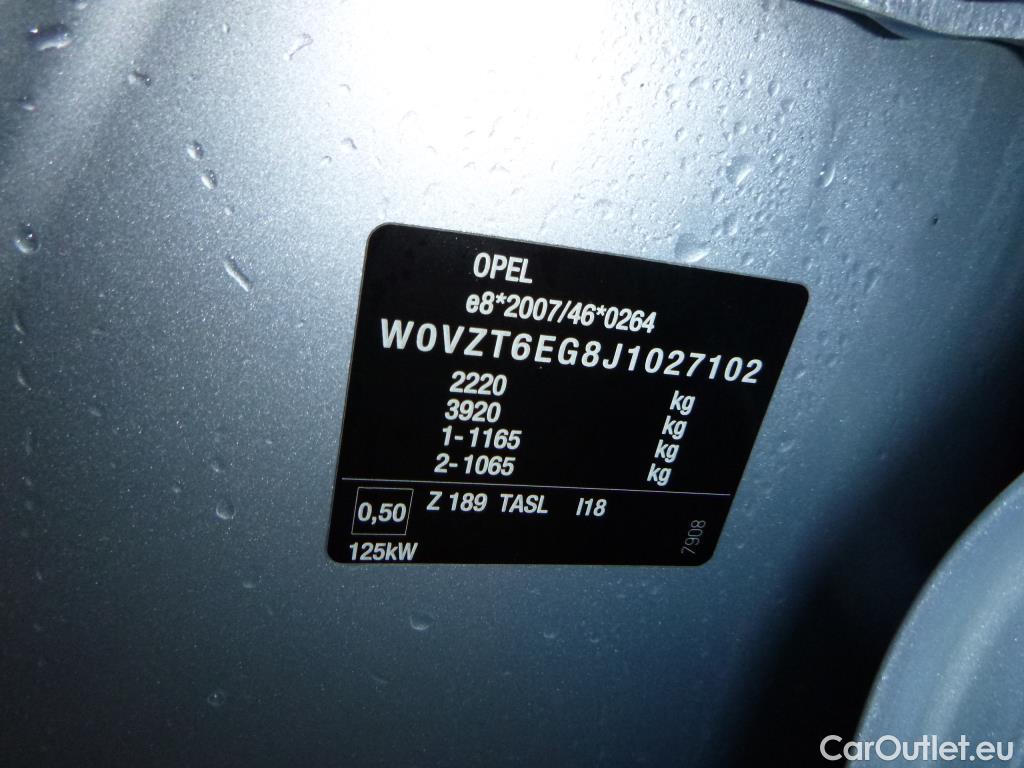 OPEL
e8*2007/46*0264
W0VZT6EG8J1027102
2220 kg
3920 kg
1-1165 kg
2-1065 kg
0,50 Z 189 TASL I18
125kW
7908
CarOutlet.eu